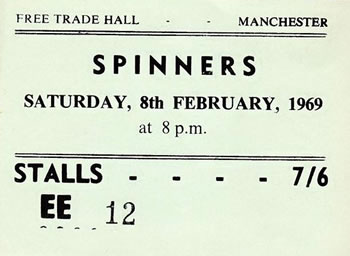 FREE TRADE HALL - - MANCHESTER
SPINNERS
SATURDAY, 8th FEBRUARY, 1969
at 8 p.m.
STALLS - - - - 7/6
EE 12